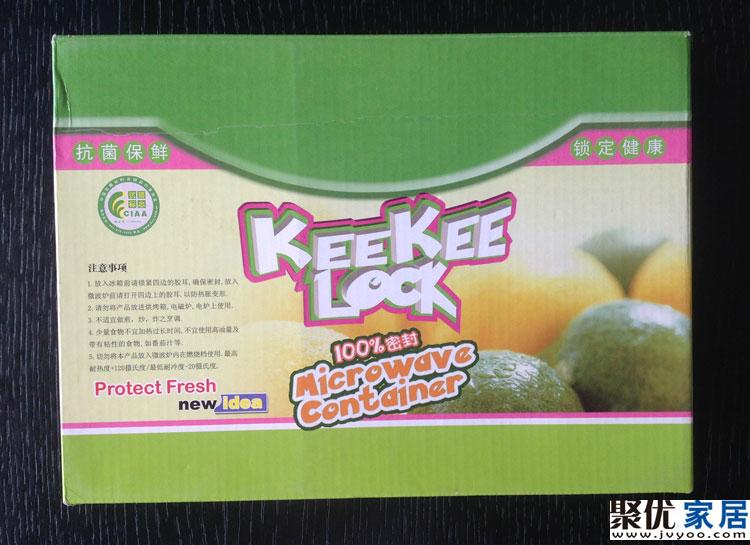 抗菌保鲜
锁定健康
CIAA
KEEKEE
LOCK
注意事项
1. 放入冰箱前请锁紧四边的胶耳, 确保密封, 放入
微波炉前请打开四边上的胶耳, 以防热胀变形.
2. 请勿将产品放进烘烤箱, 电磁炉, 电炉上使用.
3. 不适宜做煎, 炒, 炸之烹调.
4. 少量食物不宜加热过长时间, 不宜使用高油量及
带有粘性的食物, 如番茄汁等.
5. 切勿将本产品放入微波炉内在燃烧档使用. 最高
耐热度+120摄氏度/最低耐冷度-20摄氏度.
100%密封
Microwave
Container
Protect Fresh
new Idea
聚优家居
www.jvyoo.com